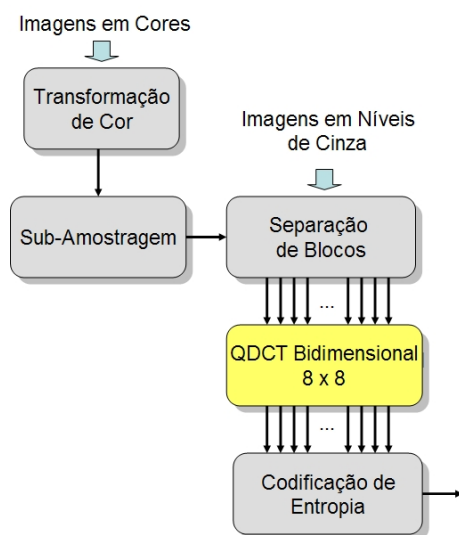 Imagens em Cores
Transformação
de Cor
Imagens em Níveis
de Cinza
Sub-Amostragem
Separação
de Blocos
...
QDCT Bidimensional
8 x 8
...
Codificação de
Entropia